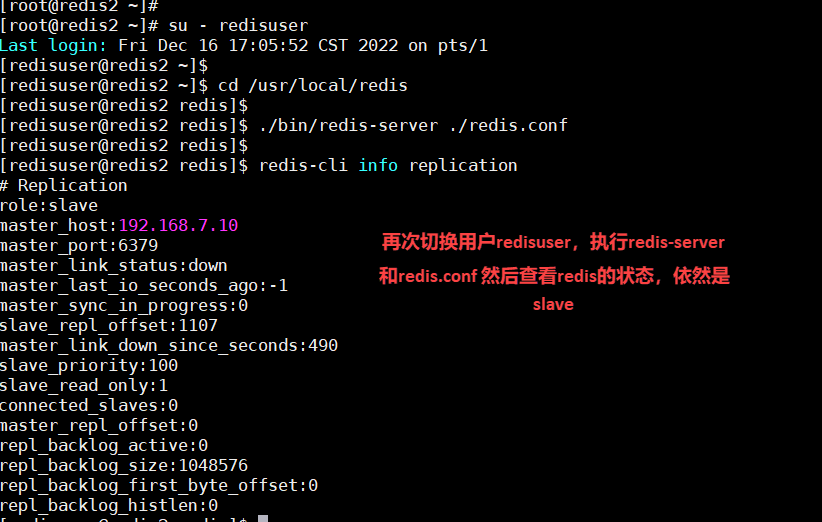 [root@redis2 ~]#
[root@redis2 ~]# su - redisuser
Last login: Fri Dec 16 17:05:52 CST 2022 on pts/1
[redisuser@redis2 ~]$
[redisuser@redis2 ~]$ cd /usr/local/redis
[redisuser@redis2 redis]$
[redisuser@redis2 redis]$ ./bin/redis-server ./redis.conf
[redisuser@redis2 redis]$
[redisuser@redis2 redis]$ redis-cli info replication
# Replication
role:slave
master_host:192.168.7.10
master_port:6379
master_link_status:down
master_last_io_seconds_ago:-1
master_sync_in_progress:0
slave_repl_offset:1107
master_link_down_since_seconds:490
slave_priority:100
slave_read_only:1
connected_slaves:0
master_repl_offset:0
repl_backlog_active:0
repl_backlog_size:1048576
repl_backlog_first_byte_offset:0
repl_backlog_histlen:0
[redisuser@redis2 redis]$
再次切换用户redisuser，执行redis-server
和redis.conf 然后查看redis的状态，依然是
slave